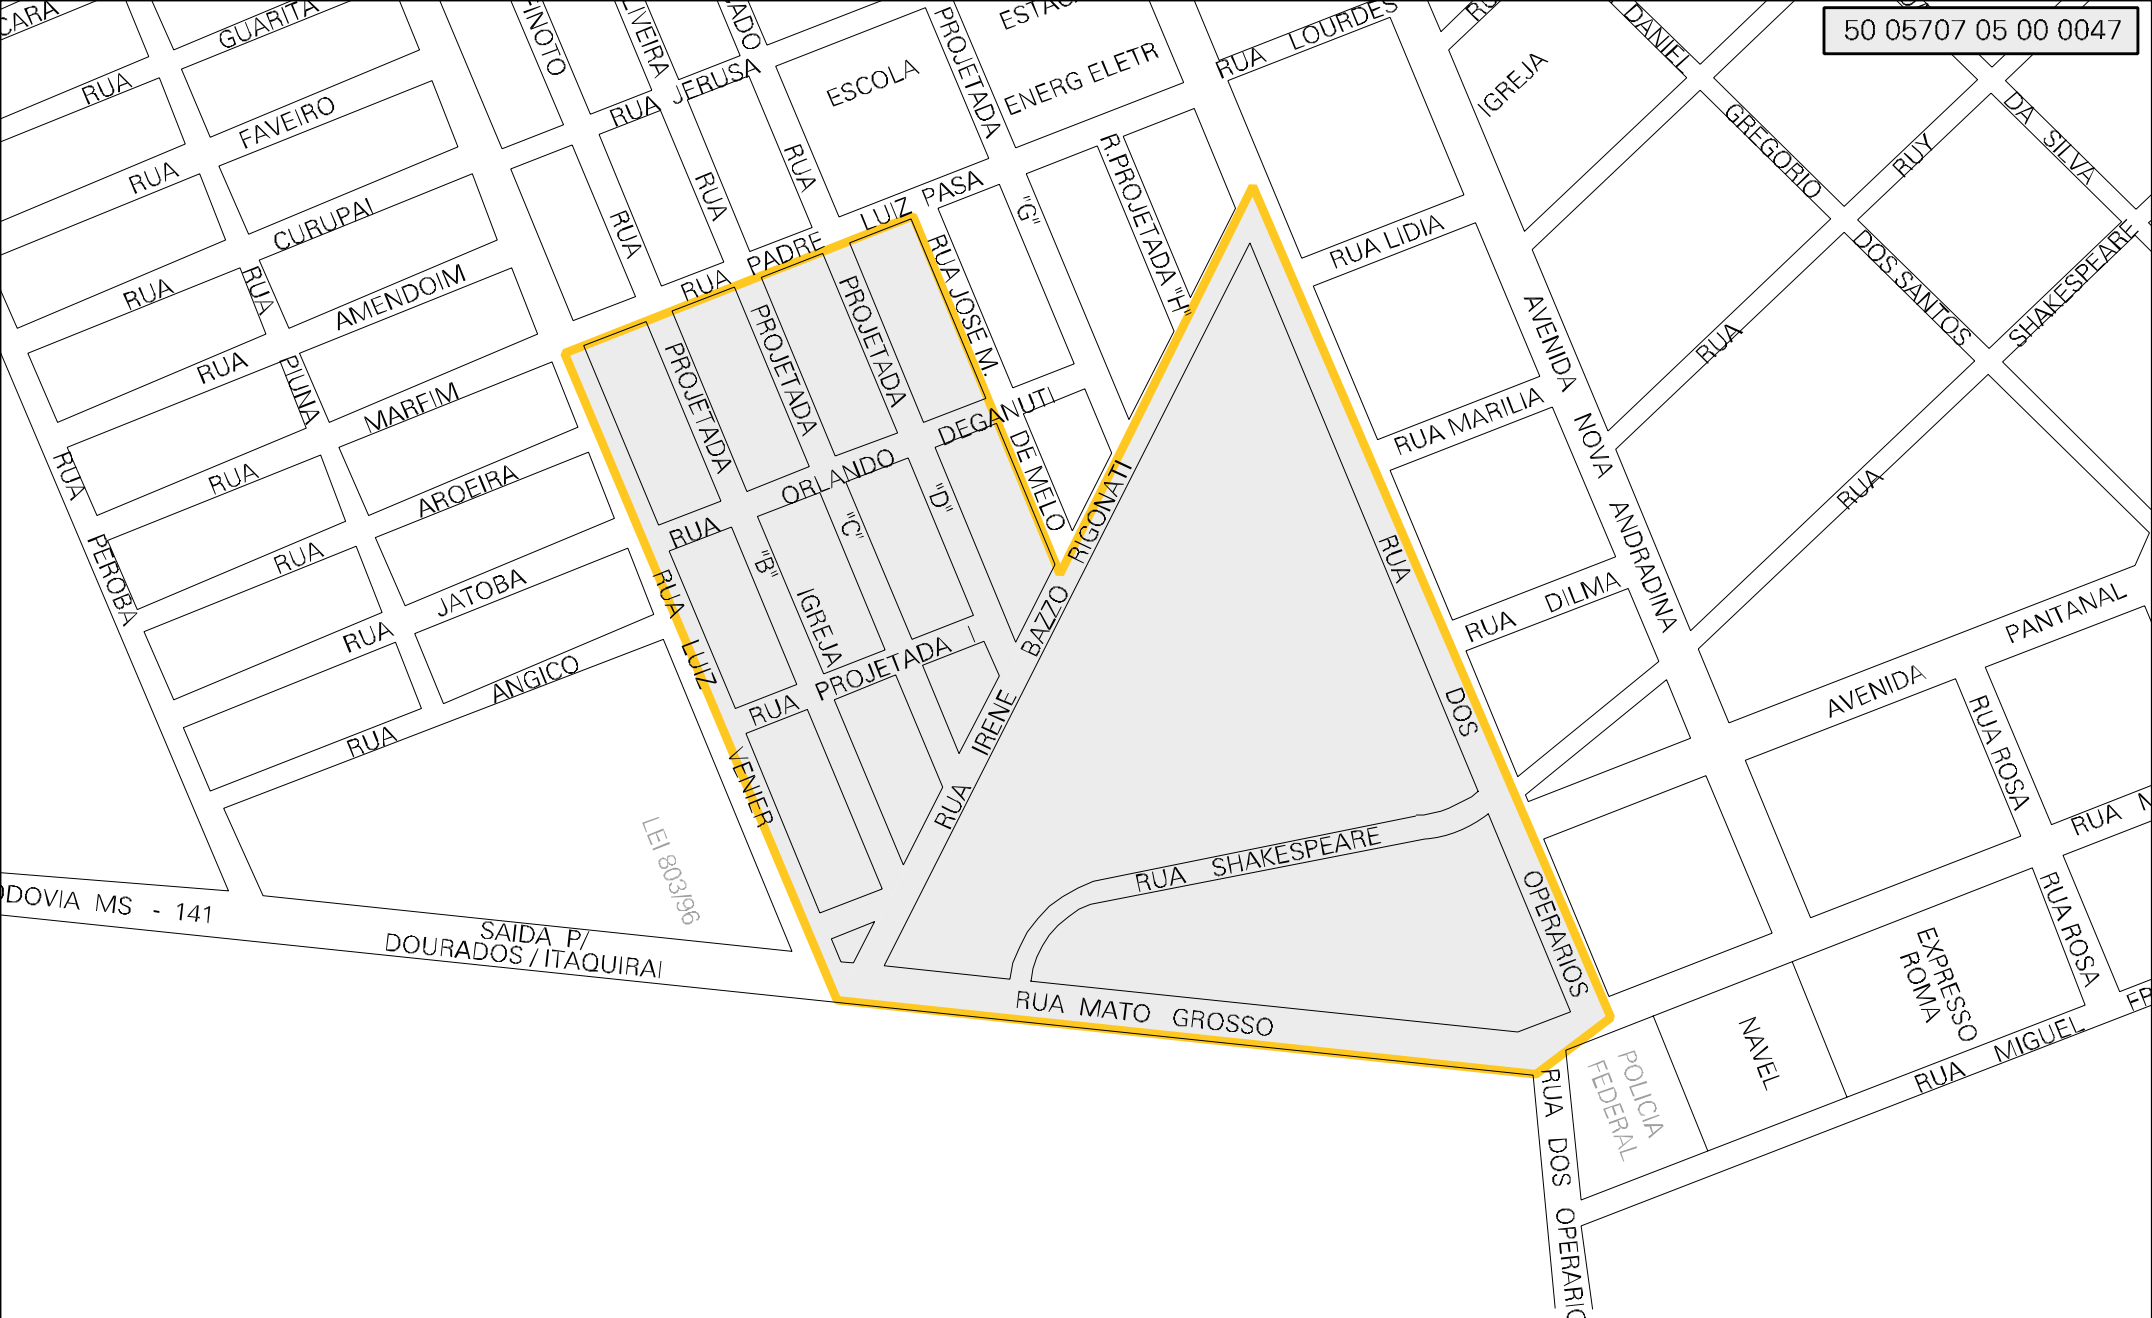 50 05707 05 00 0047
GUARITA
RUA
FAVEIRO
RUA
CURUPAI
RUA
RUA
AMENDOIM
RUA
PIUNA
MARFIM
RUA
RUA
PEROBA
AROEIRA
RUA
JATOBA
RUA
ANGICO
RUA
RUA JERUSA
RUA
RUA
RUA
ESCOLA
PROJETADA
ENERG ELETR
RUA LOURDES
IGREJA
DANIEL
GREGORIO
DOS SANTOS
RUY
DA SILVA
SHAKESPEARE
RUA
RUA
RUA PADRE LUIZ PASA
"G"
R.PROJETADA "H"
RUA JOSE M. DE MELO
RUA LIDIA
RUA MARILIA
RUA DILMA
AVENIDA NOVA ANDRADINA
PROJETADA "B"
PROJETADA "C"
PROJETADA "D"
RUA ORLANDO DEGANUTI
IGREJA
RUA PROJETADA
RUA LUIZ VENIER
RUA IRENE BAZZO RIGONATI
RUA DOS OPERARIOS
RUA SHAKESPEARE
RUA MATO GROSSO
AVENIDA PANTANAL
RUA ROSA
RUA ROSA
RUA
EXPRESSO
ROMA
NAVEL
POLICIA
FEDERAL
RUA MIGUEL
RUA DOS
LEI 803/96
MS - 141
SAIDA P/
DOURADOS / ITAQUIRAI